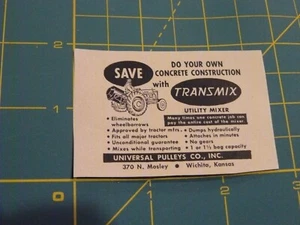 SAVE
DO YOUR OWN
CONCRETE CONSTRUCTION
with TRANSMIX
UTILITY MIXER
Many times one concrete job can
pay the entire cost of the mixer
• Eliminates
wheelbarrows
• Approved by tractor mfrs.
• Fits all major tractors
• Unconditional guarantee
• Mixes while transporting
• Dumps hydraulically
• Attaches in minutes
• No gears
• 1 or 1½ bag capacity
UNIVERSAL PULLEYS CO., INC.
370 N. Mosley • Wichita, Kansas